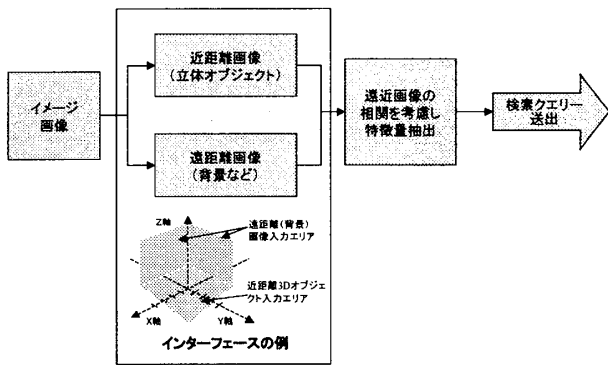 イメージ
画像
近距離画像
(立体オブジェクト)
遠距離画像
(背景など)
遠近画像の
相関を考慮し
特徴量抽出
検索クエリー
送出
Z軸
遠距離(背景)
画像入力エリア
近距離3Dオブジェ
クト入力エリア
X軸
Y軸
インターフェースの例